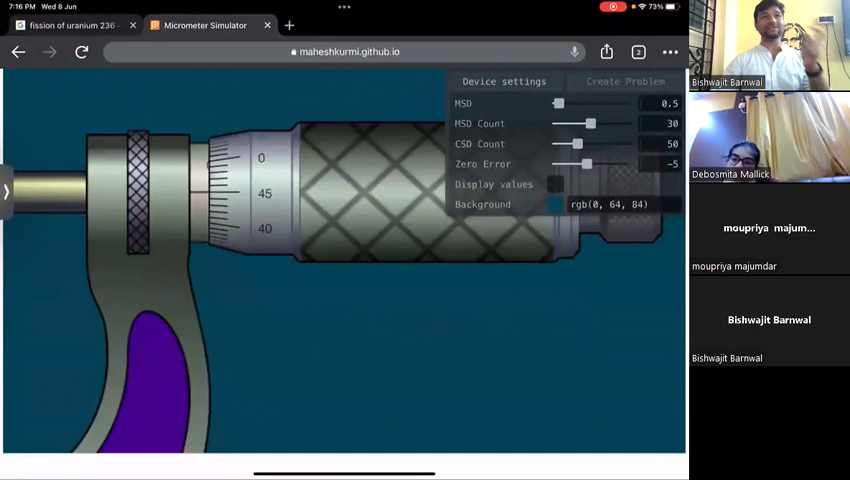 7:16 PM Wed 8 Jun
73%
fission of uranium 236
Micrometer Simulator
maheshkurmi.github.io
2
Device settings
Create Problem
MSD 0.5
MSD Count 30
CSD Count 50
Zero Error -5
Display values
Background rgb(0, 64, 84)
0
45
40
Bishwajit Barnwal
Debosmita Mallick
moupriya majum...
moupriya majumdar
Bishwajit Barnwal
Bishwajit Barnwal